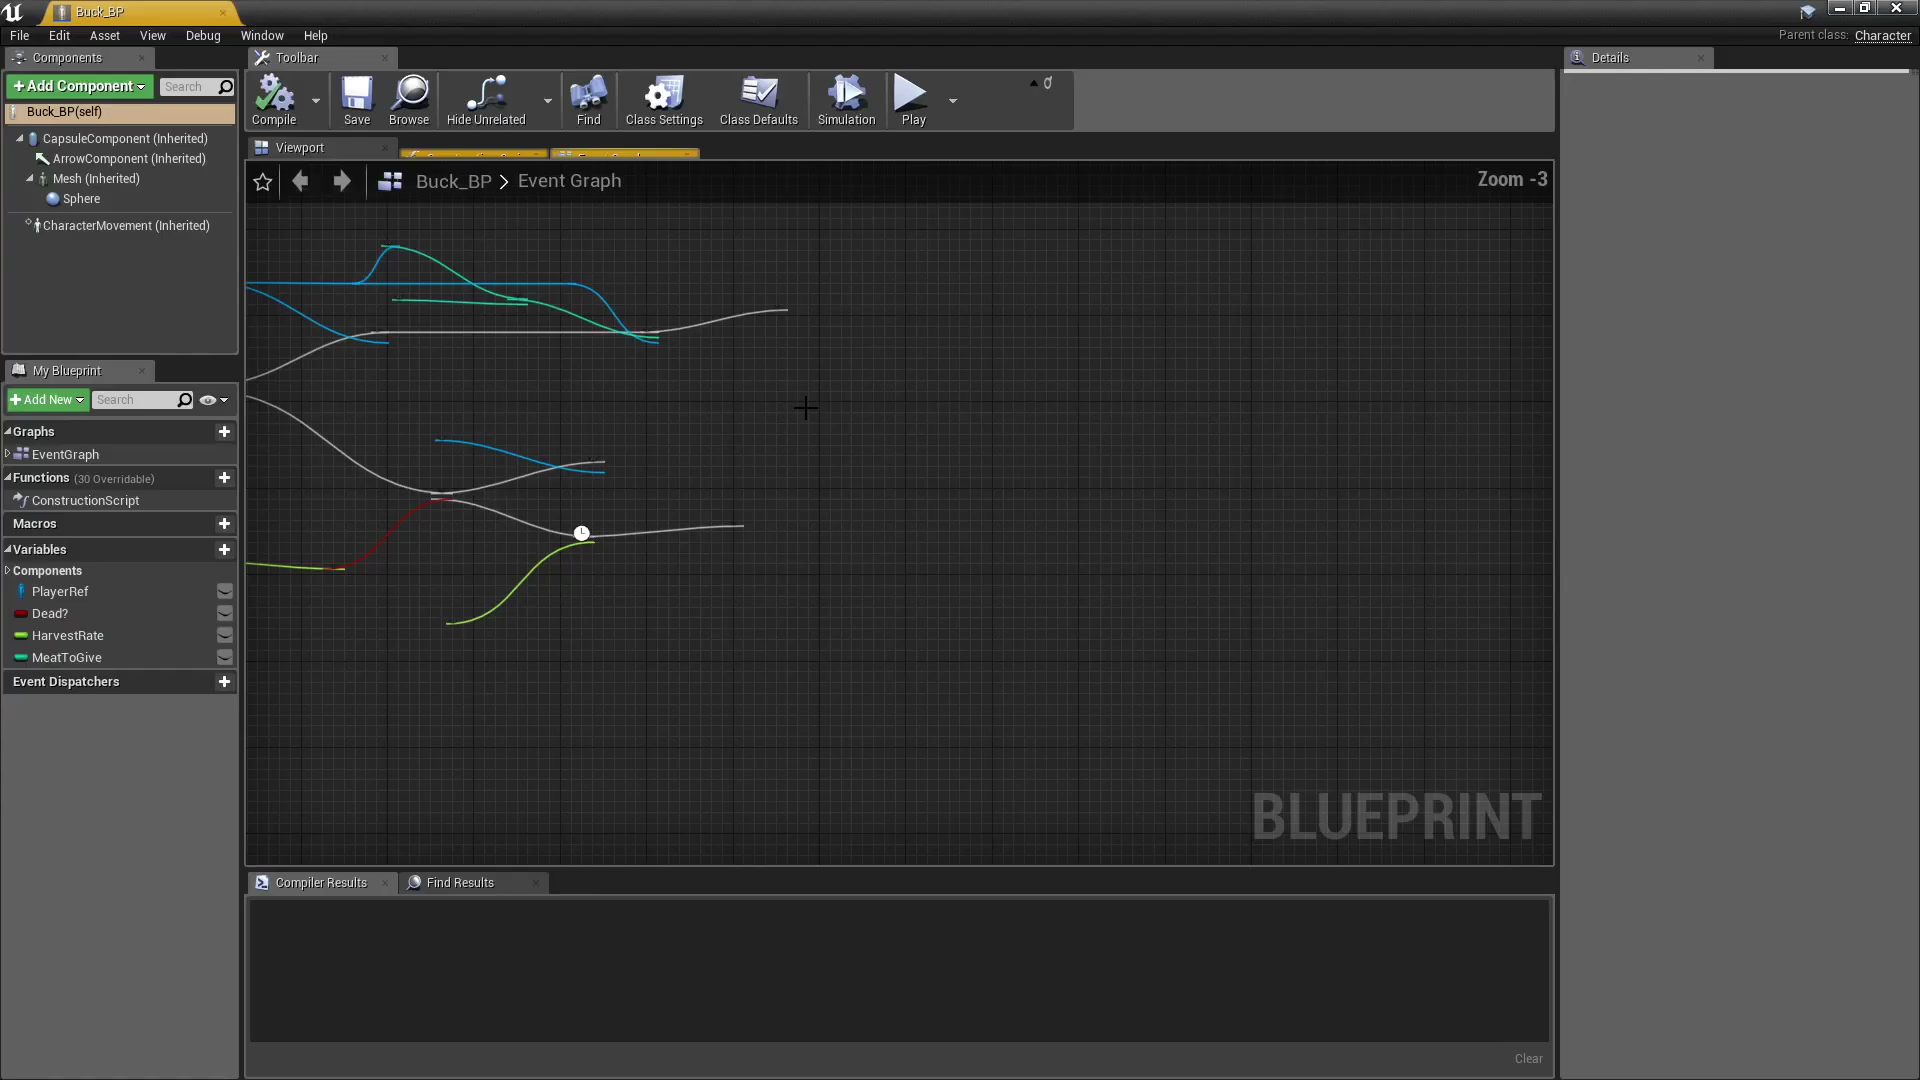 Buck_BP
File Edit Asset View Debug Window Help
Parent class: Character
Components
Toolbar
Details
Add Component
Search
Compile
Save
Browse
Hide Unrelated
Find
Class Settings
Class Defaults
Simulation
Play
Buck_BP(self)
CapsuleComponent (Inherited)
ArrowComponent (Inherited)
Mesh (Inherited)
Sphere
CharacterMovement (Inherited)
Viewport
Buck_BP > Event Graph
Zoom -3
My Blueprint
Add New
Search
Graphs
EventGraph
Functions (30 Overridable)
ConstructionScript
Macros
Variables
Components
PlayerRef
Dead?
HarvestRate
MeatToGive
Event Dispatchers
BLUEPRINT
Compiler Results
Find Results
Clear